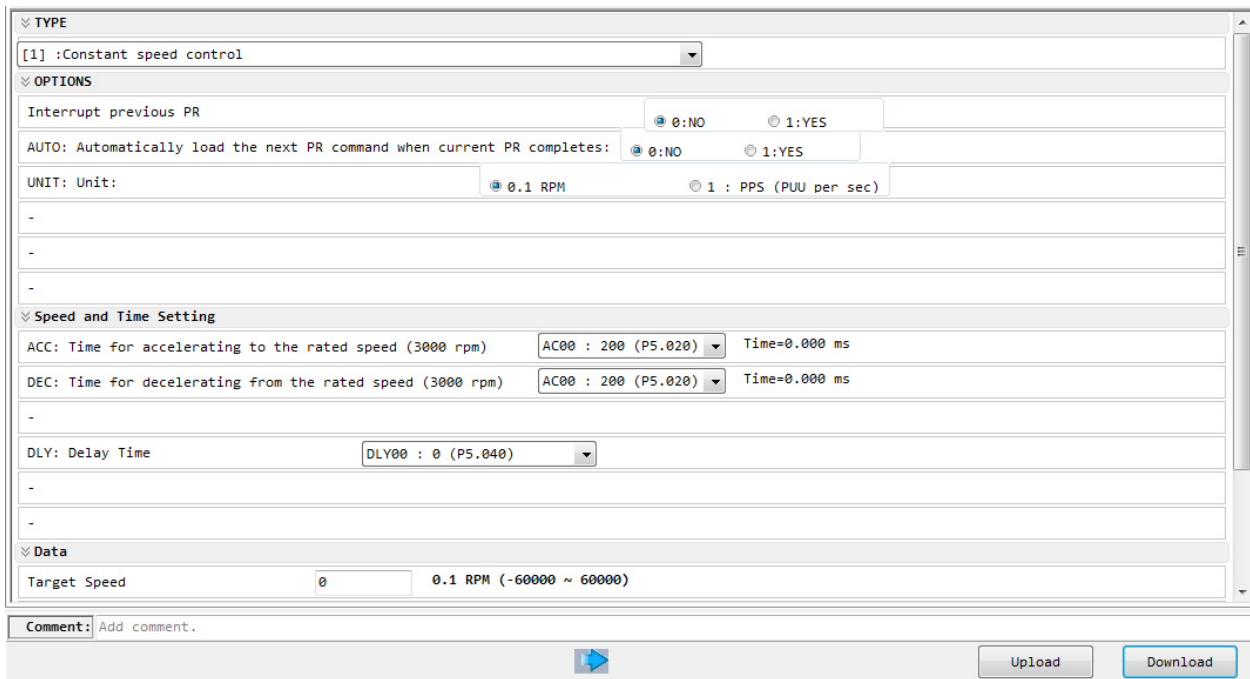 TYPE
[1] :Constant speed control
OPTIONS
Interrupt previous PR 0:NO 1:YES
AUTO: Automatically load the next PR command when current PR completes: 0:NO 1:YES
UNIT: Unit: 0.1 RPM 1 : PPS (PUU per sec)
-
-
-
Speed and Time Setting
ACC: Time for accelerating to the rated speed (3000 rpm) AC00 : 200 (P5.020) Time=0.000 ms
DEC: Time for decelerating from the rated speed (3000 rpm) AC00 : 200 (P5.020) Time=0.000 ms
-
DLY: Delay Time DLY00 : 0 (P5.040)
-
-
Data
Target Speed 0 0.1 RPM (-60000 ~ 60000)
Comment: Add comment.
Upload Download